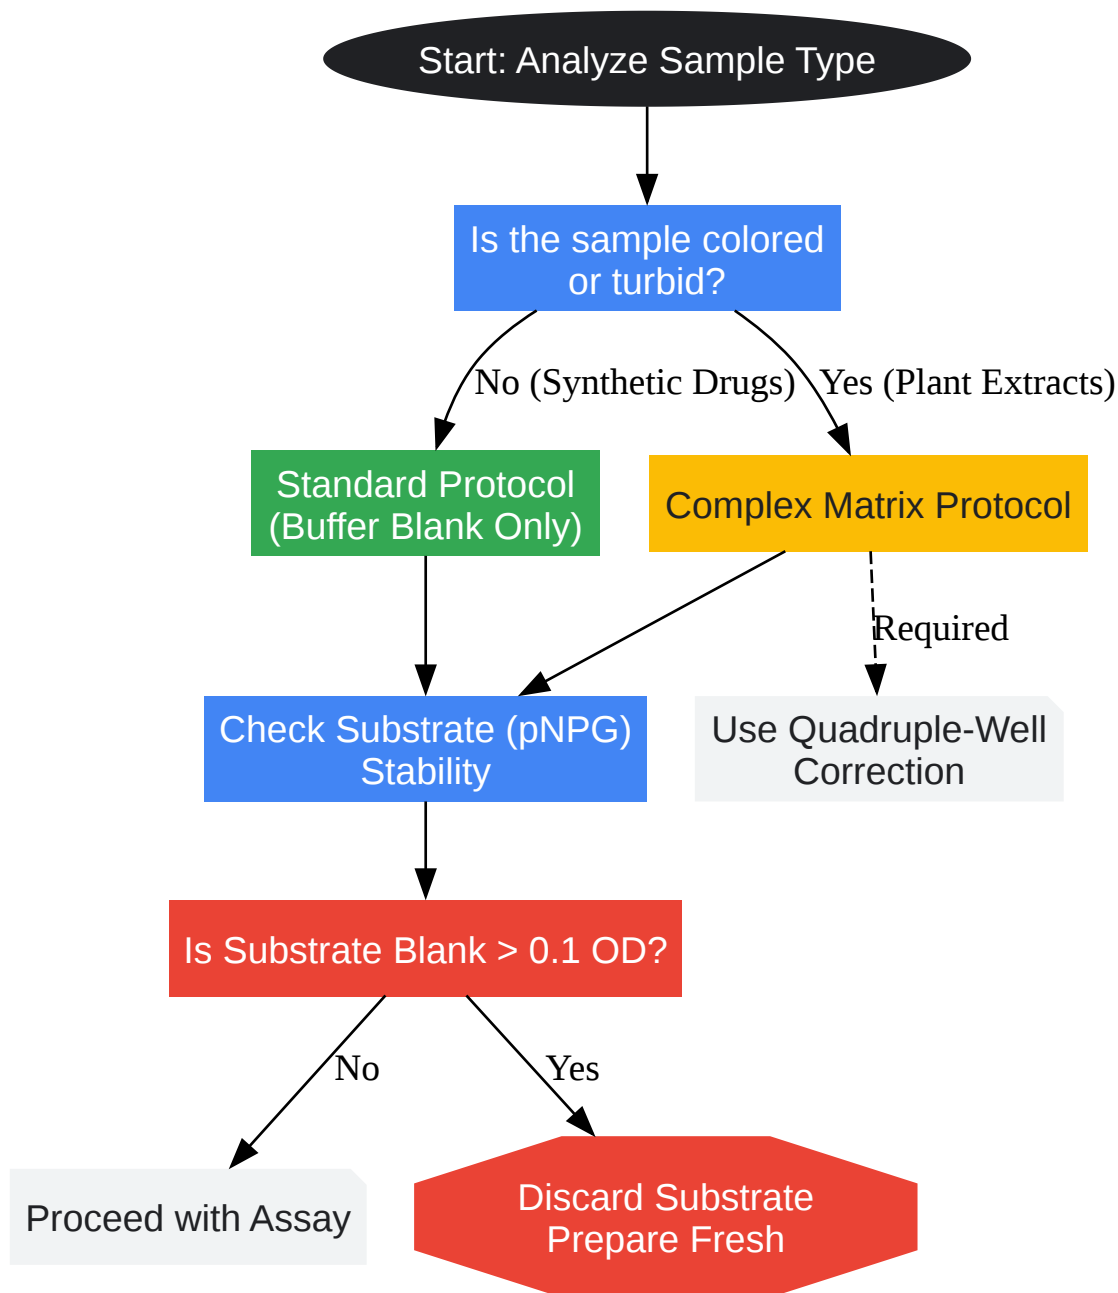 Start: Analyze Sample Type
Is the sample colored
or turbid?
No (Synthetic Drugs)
Yes (Plant Extracts)
Standard Protocol
(Buffer Blank Only)
Complex Matrix Protocol
Required
Check Substrate (pNPG)
Stability
Use Quadruple-Well
Correction
Is Substrate Blank > 0.1 OD?
No
Yes
Proceed with Assay
Discard Substrate
Prepare Fresh